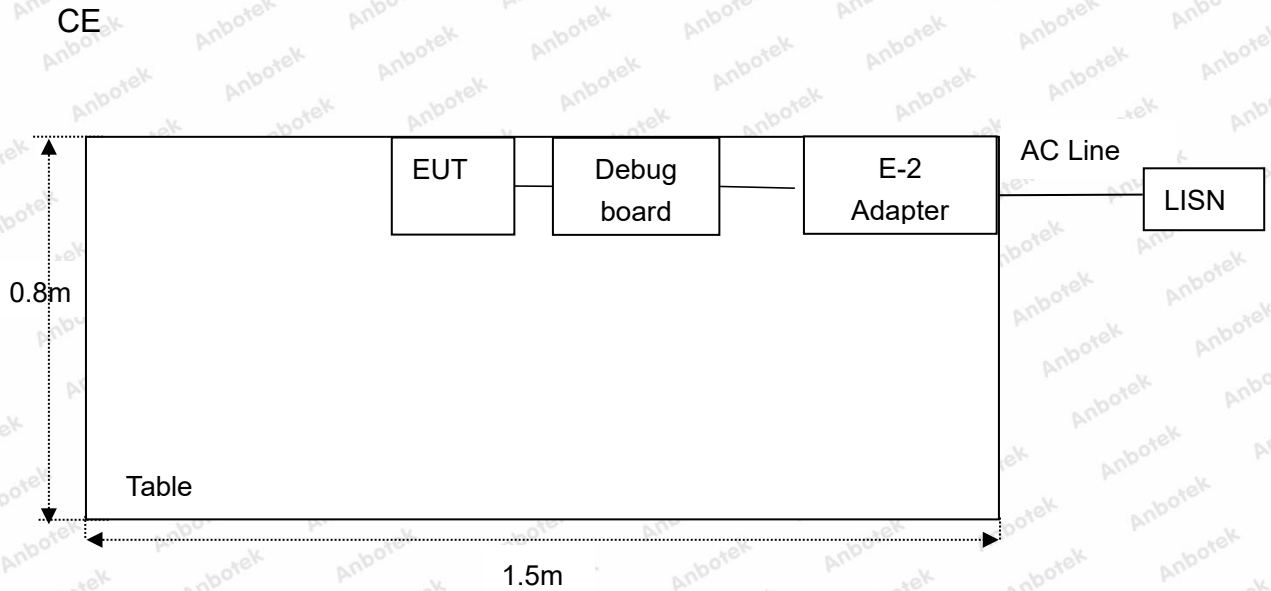 CE
EUT
Debug
board
E-2
Adapter
AC Line
LISN
0.8m
Table
1.5m